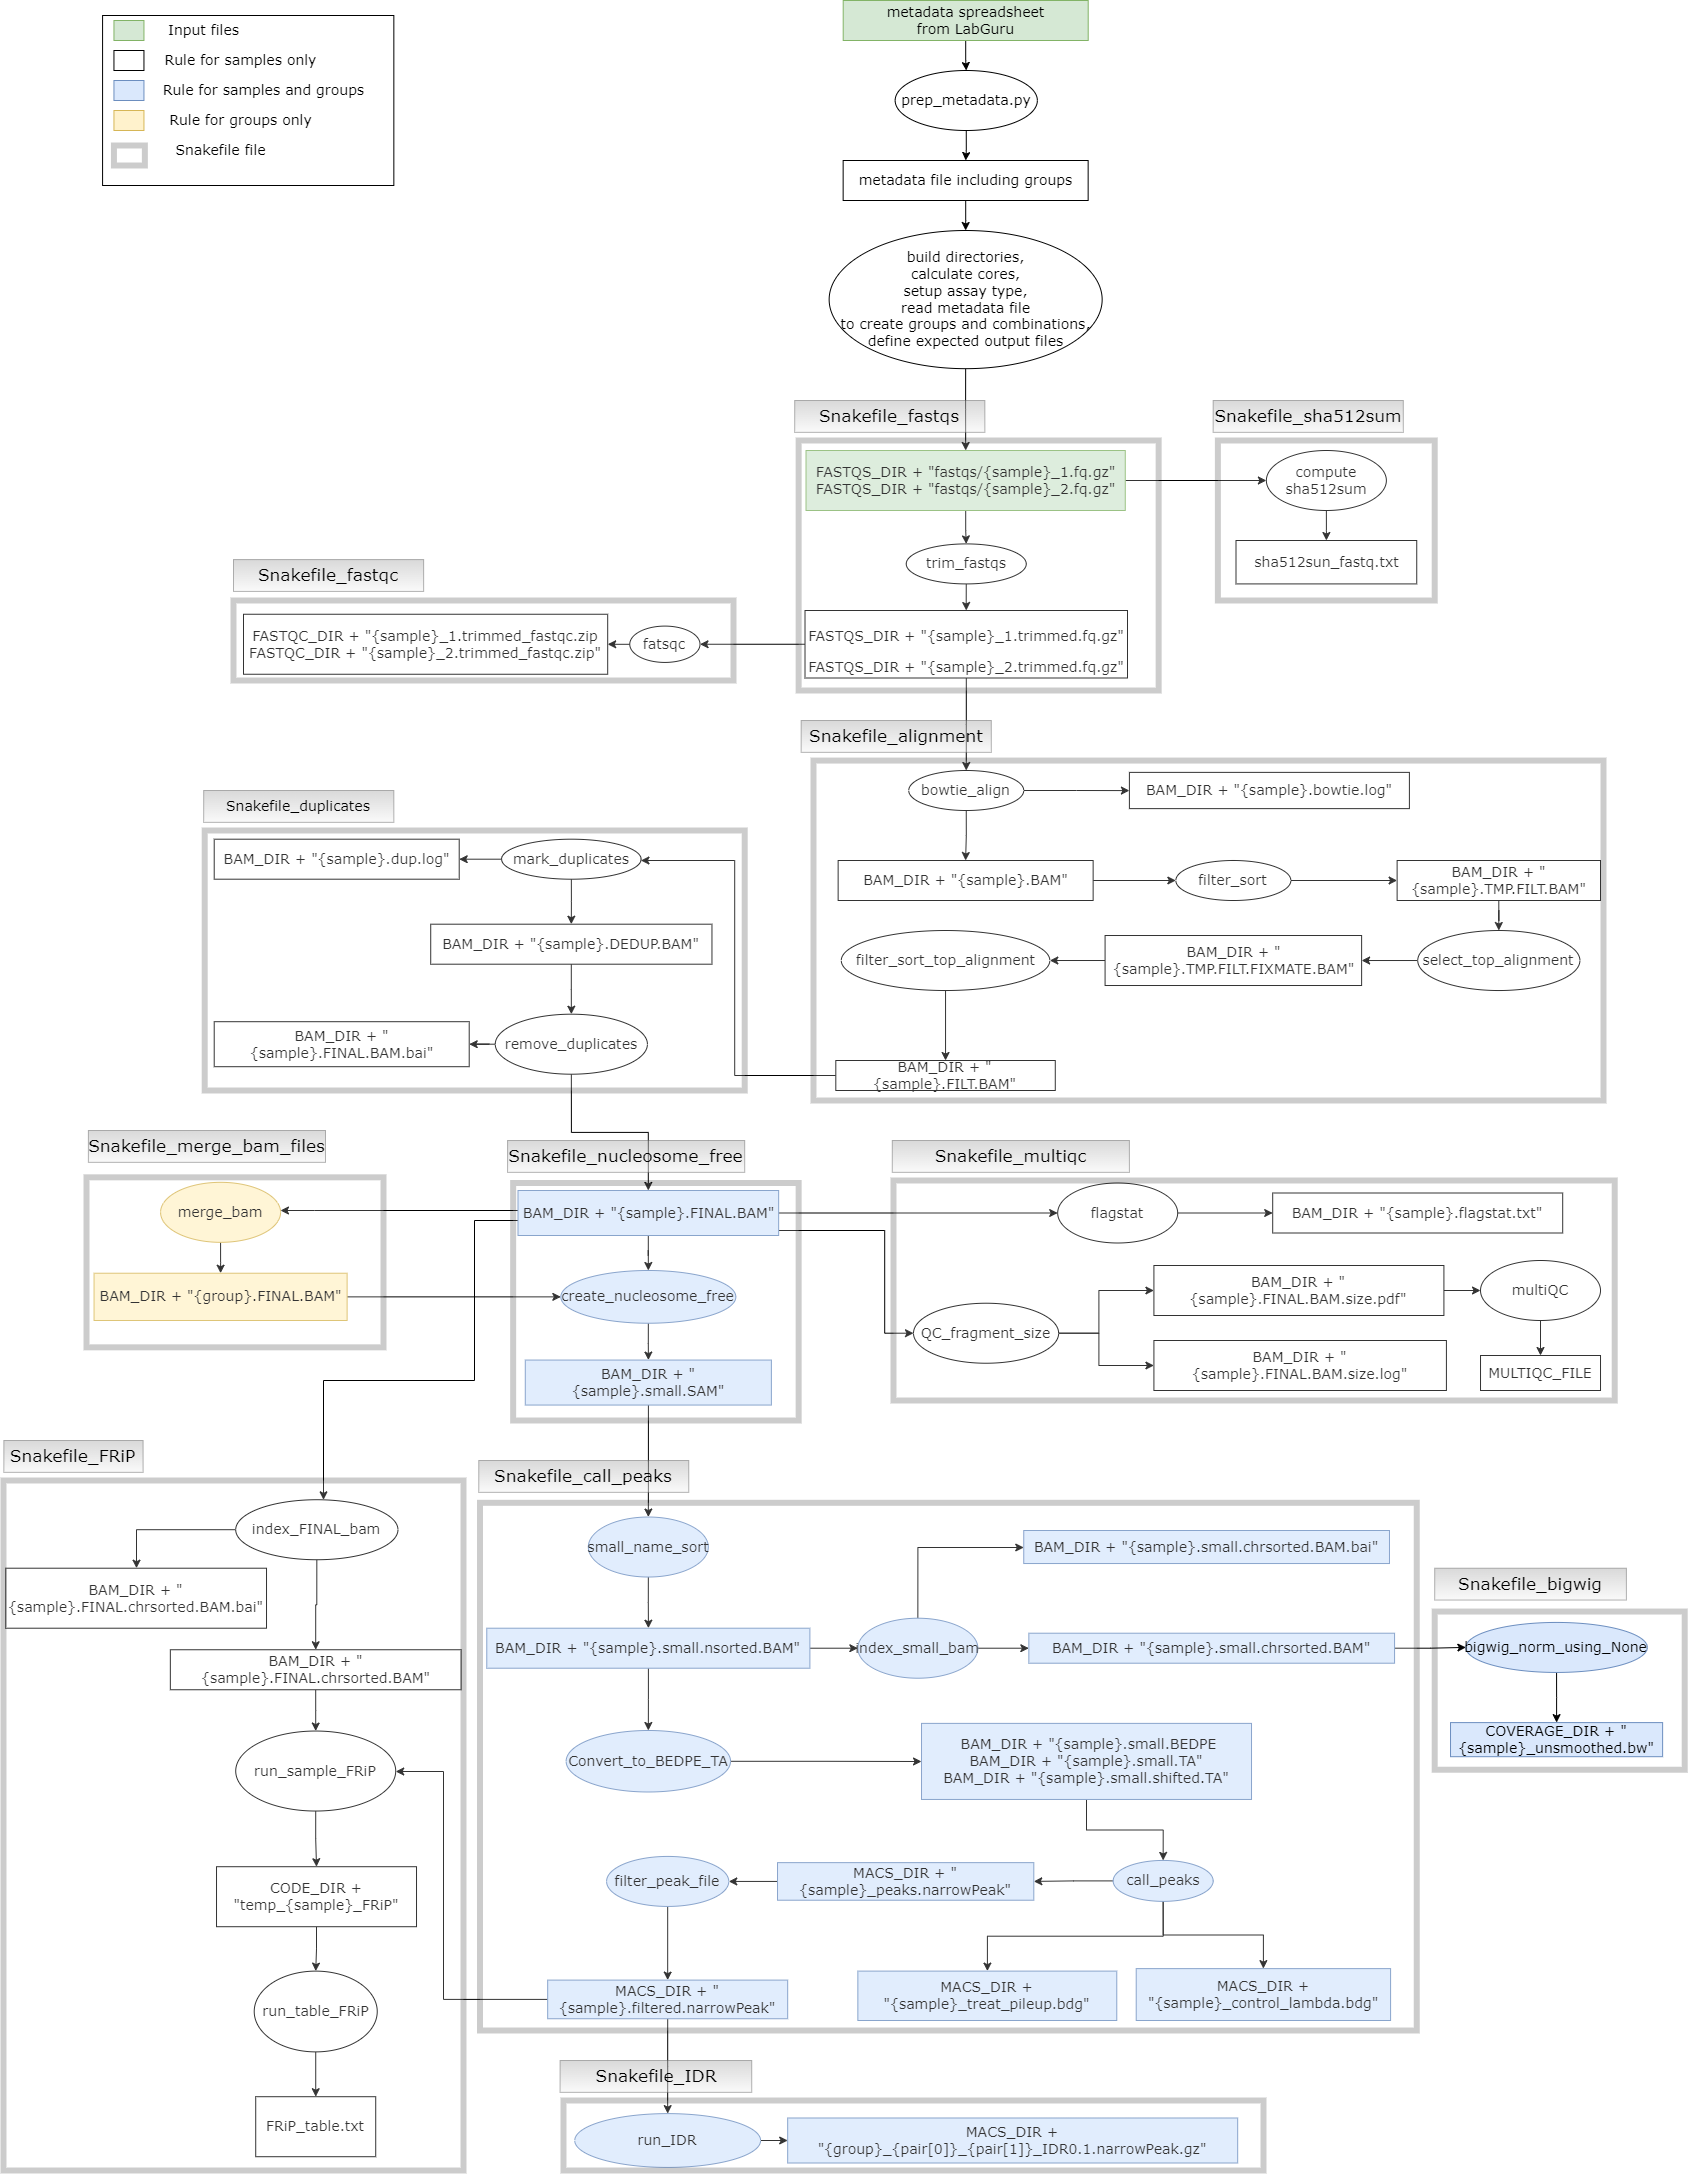 metadata spreadsheet
from LabGuru
Input files
Rule for samples only
Rule for samples and groups
Rule for groups only
Snakefile file
prep_metadata.py
metadata file including groups
build directories,
calculate cores,
setup assay type,
read metadata file
to create groups and combinations,
define expected output files
Snakefile_fastqs
Snakefile_sha512sum
FASTQS_DIR + "fastqs/{sample}_1.fq.gz"
FASTQS_DIR + "fastqs/{sample}_2.fq.gz"
compute
sha512sum
trim_fastqs
sha512sun_fastq.txt
Snakefile_fastqc
FASTQC_DIR + "{sample}_1.trimmed_fastqc.zip
FASTQC_DIR + "{sample}_2.trimmed_fastqc.zip"
fatsqc
FASTQS_DIR + "{sample}_1.trimmed.fq.gz"
FASTQS_DIR + "{sample}_2.trimmed.fq.gz"
Snakefile_alignment
bowtie_align
BAM_DIR + "{sample}.bowtie.log"
BAM_DIR + "{sample}.BAM"
filter_sort
BAM_DIR + "
{sample}.TMP.FILT.BAM"
filter_sort_top_alignment
BAM_DIR + "
{sample}.TMP.FILT.FIXMATE.BAM"
select_top_alignment
BAM_DIR + "
{sample}.FILT.BAM"
Snakefile_duplicates
BAM_DIR + "{sample}.dup.log"
mark_duplicates
BAM_DIR + "{sample}.DEDUP.BAM"
BAM_DIR + "
{sample}.FINAL.BAM.bai"
remove_duplicates
Snakefile_merge_bam_files
merge_bam
BAM_DIR + "{group}.FINAL.BAM"
Snakefile_nucleosome_free
BAM_DIR + "{sample}.FINAL.BAM"
create_nucleosome_free
BAM_DIR + "
{sample}.small.SAM"
Snakefile_multiqc
flagstat
BAM_DIR + "{sample}.flagstat.txt"
QC_fragment_size
BAM_DIR + "
{sample}.FINAL.BAM.size.pdf"
multiQC
BAM_DIR + "
{sample}.FINAL.BAM.size.log"
MULTIQC_FILE
Snakefile_FRiP
index_FINAL_bam
BAM_DIR + "
{sample}.FINAL.chrsorted.BAM.bai"
BAM_DIR + "
{sample}.FINAL.chrsorted.BAM"
run_sample_FRiP
CODE_DIR +
"temp_{sample}_FRiP"
run_table_FRiP
FRiP_table.txt
Snakefile_call_peaks
small_name_sort
BAM_DIR + "{sample}.small.chrsorted.BAM.bai"
BAM_DIR + "{sample}.small.nsorted.BAM"
index_small_bam
BAM_DIR + "{sample}.small.chrsorted.BAM"
Convert_to_BEDPE_TA
BAM_DIR + "{sample}.small.BEDPE
BAM_DIR + "{sample}.small.TA"
BAM_DIR + "{sample}.small.shifted.TA"
filter_peak_file
MACS_DIR + "
{sample}_peaks.narrowPeak"
call_peaks
MACS_DIR + "
{sample}.filtered.narrowPeak"
MACS_DIR +
"{sample}_treat_pileup.bdg"
MACS_DIR +
"{sample}_control_lambda.bdg"
Snakefile_bigwig
bigwig_norm_using_None
COVERAGE_DIR + "
{sample}_unsmoothed.bw"
Snakefile_IDR
run_IDR
MACS_DIR +
"{group}_{pair[0]}_{pair[1]}_IDR0.1.narrowPeak.gz"